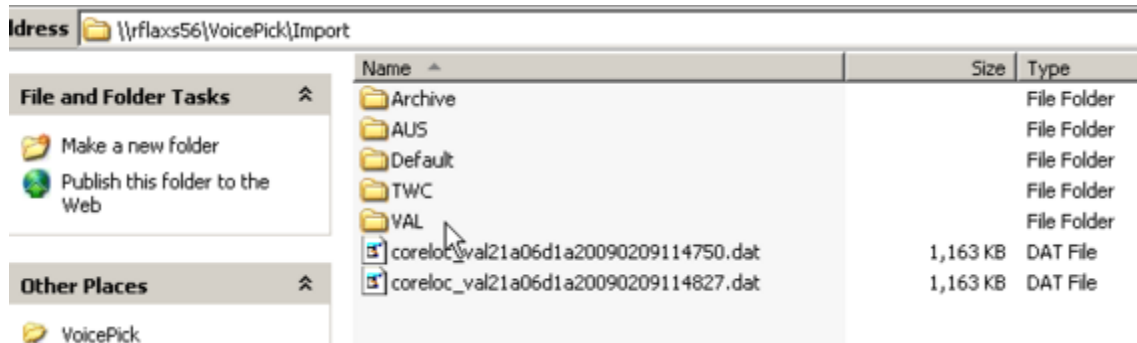 ddress \\rflaxs56\VoicePick\Import
Name Size Type
File and Folder Tasks
Make a new folder
Publish this folder to the
Web
Other Places
VoicePick
Archive File Folder
AUS File Folder
Default File Folder
TWC File Folder
VAL File Folder
coreloc_val21a06d1a20090209114750.dat 1,163 KB DAT File
coreloc_val21a06d1a20090209114827.dat 1,163 KB DAT File